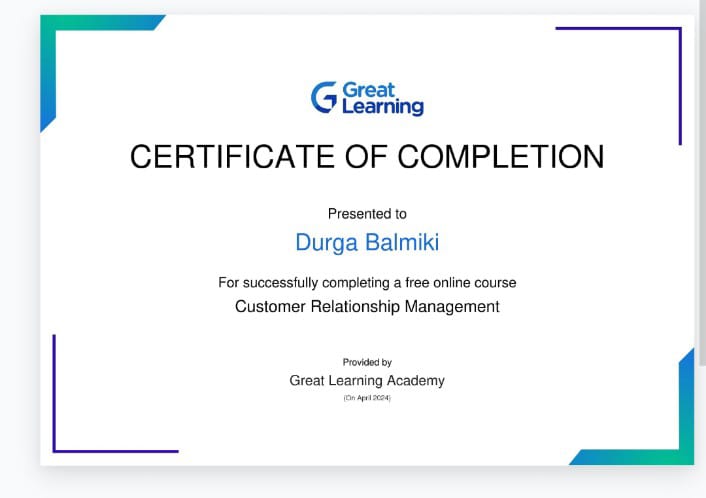 Great
Learning
CERTIFICATE OF COMPLETION
Presented to
Durga Balmiki
For successfully completing a free online course
Customer Relationship Management
Provided by
Great Learning Academy
(On April 2024)